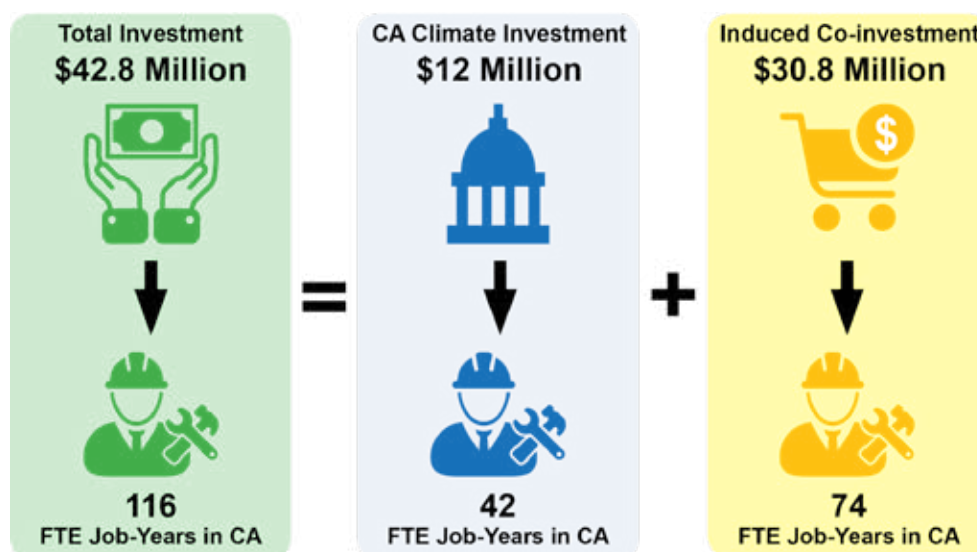 Total Investment
$42.8 Million
116
FTE Job-Years in CA
=
CA Climate Investment
$12 Million
42
FTE Job-Years in CA
+
Induced Co-investment
$30.8 Million
$
74
FTE Job-Years in CA